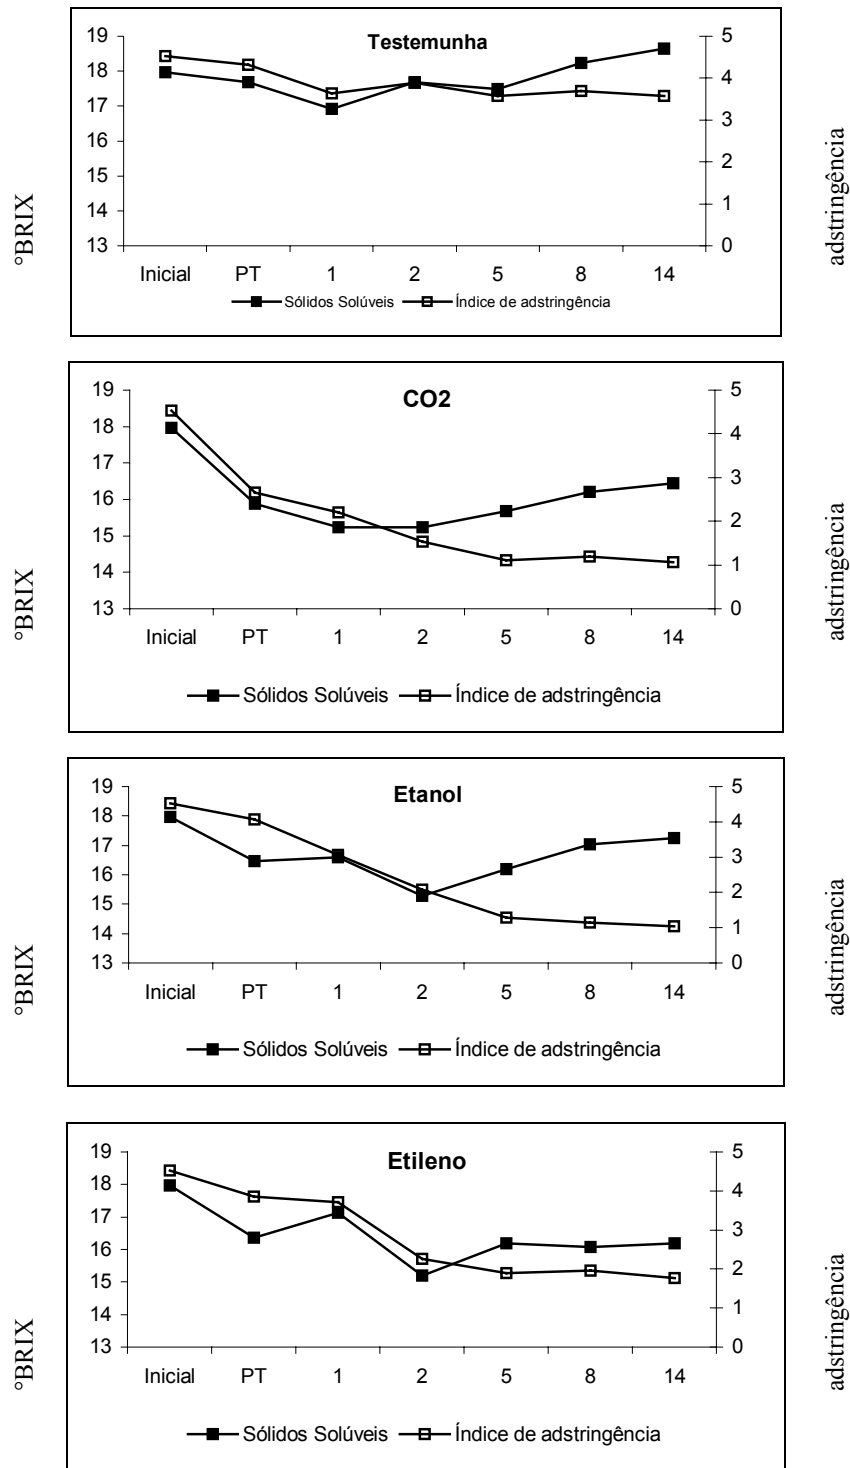 Testemunha
19
18
17
16
15
14
13
5
4
3
2
1
0
°BRIX
adstringência
Inicial PT 1 2 5 8 14
Sólidos Solúveis Índice de adstringência
CO2
19
18
17
16
15
14
13
5
4
3
2
1
0
°BRIX
adstringência
Inicial PT 1 2 5 8 14
Sólidos Solúveis Índice de adstringência
Etanol
19
18
17
16
15
14
13
5
4
3
2
1
0
°BRIX
adstringência
Inicial PT 1 2 5 8 14
Sólidos Solúveis Índice de adstringência
Etileno
19
18
17
16
15
14
13
5
4
3
2
1
0
°BRIX
adstringência
Inicial PT 1 2 5 8 14
Sólidos Solúveis Índice de adstringência